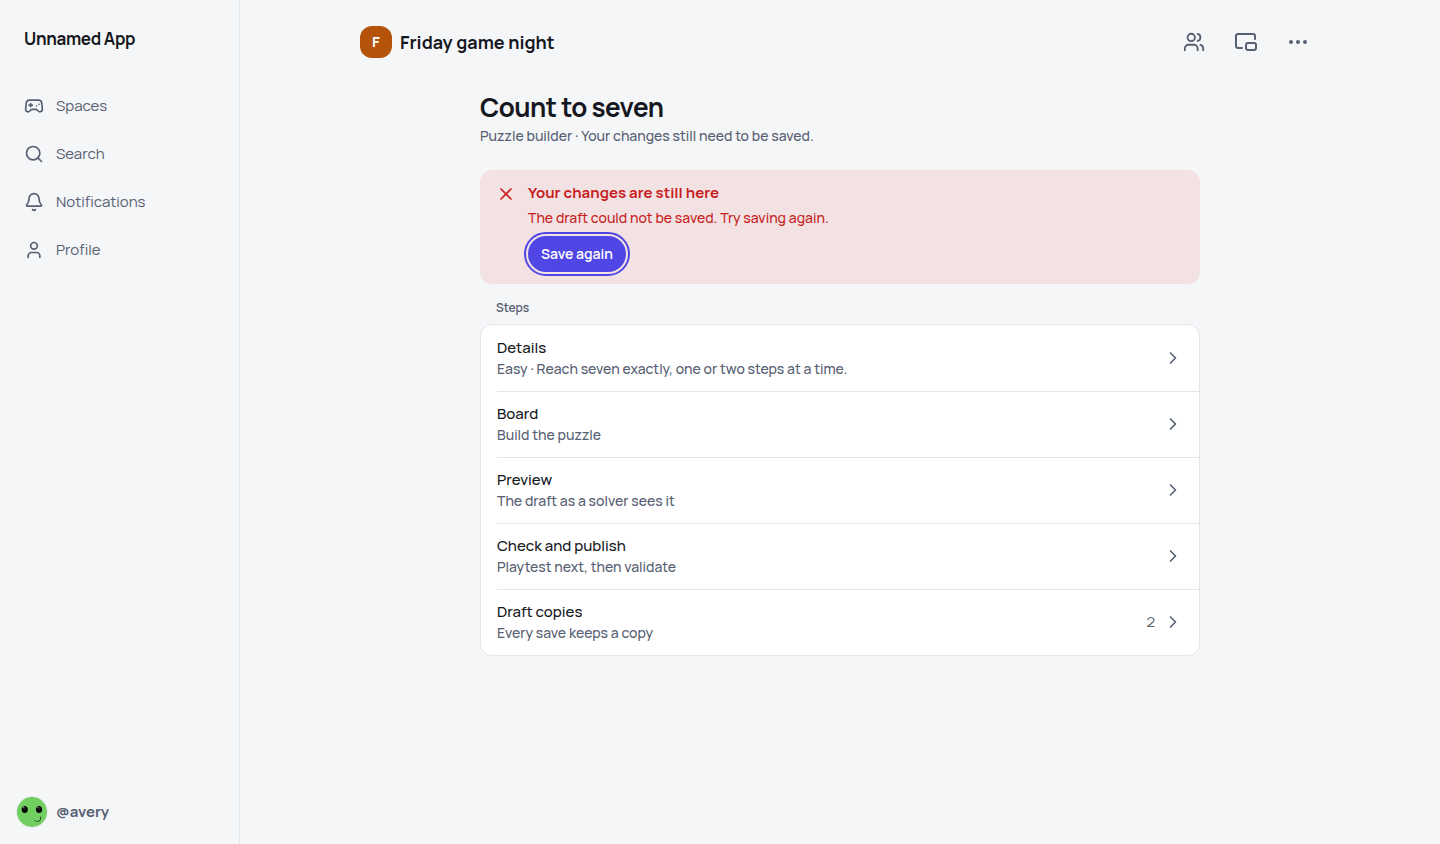 Unnamed App
Spaces
Search
Notifications
Profile
@avery
F
Friday game night
Count to seven
Puzzle builder · Your changes still need to be saved.
Your changes are still here
The draft could not be saved. Try saving again.
Save again
Steps
Details
Easy · Reach seven exactly, one or two steps at a time.
Board
Build the puzzle
Preview
The draft as a solver sees it
Check and publish
Playtest next, then validate
Draft copies
Every save keeps a copy
2